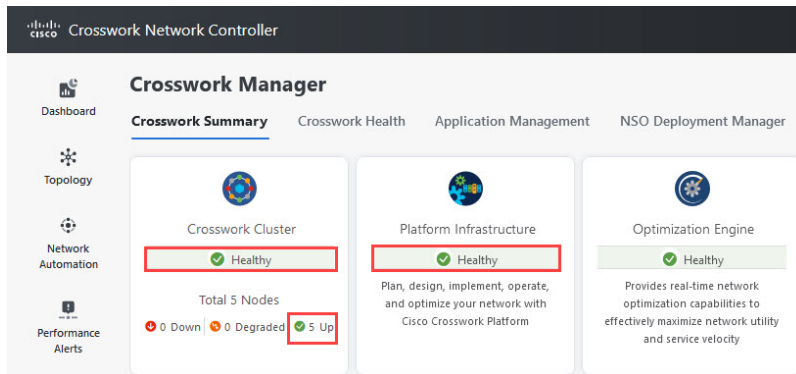 cisco Crosswork Network Controller
Dashboard
Topology
Network
Automation
Performance
Alerts
Crosswork Manager
Crosswork Summary Crosswork Health Application Management NSO Deployment Manager
Crosswork Cluster
Healthy
Total 5 Nodes
0 Down 0 Degraded 5 Up
Platform Infrastructure
Healthy
Plan, design, implement, operate,
and optimize your network with
Cisco Crosswork Platform
Optimization Engine
Healthy
Provides real-time network
optimization capabilities to
effectively maximize network utility
and service velocity